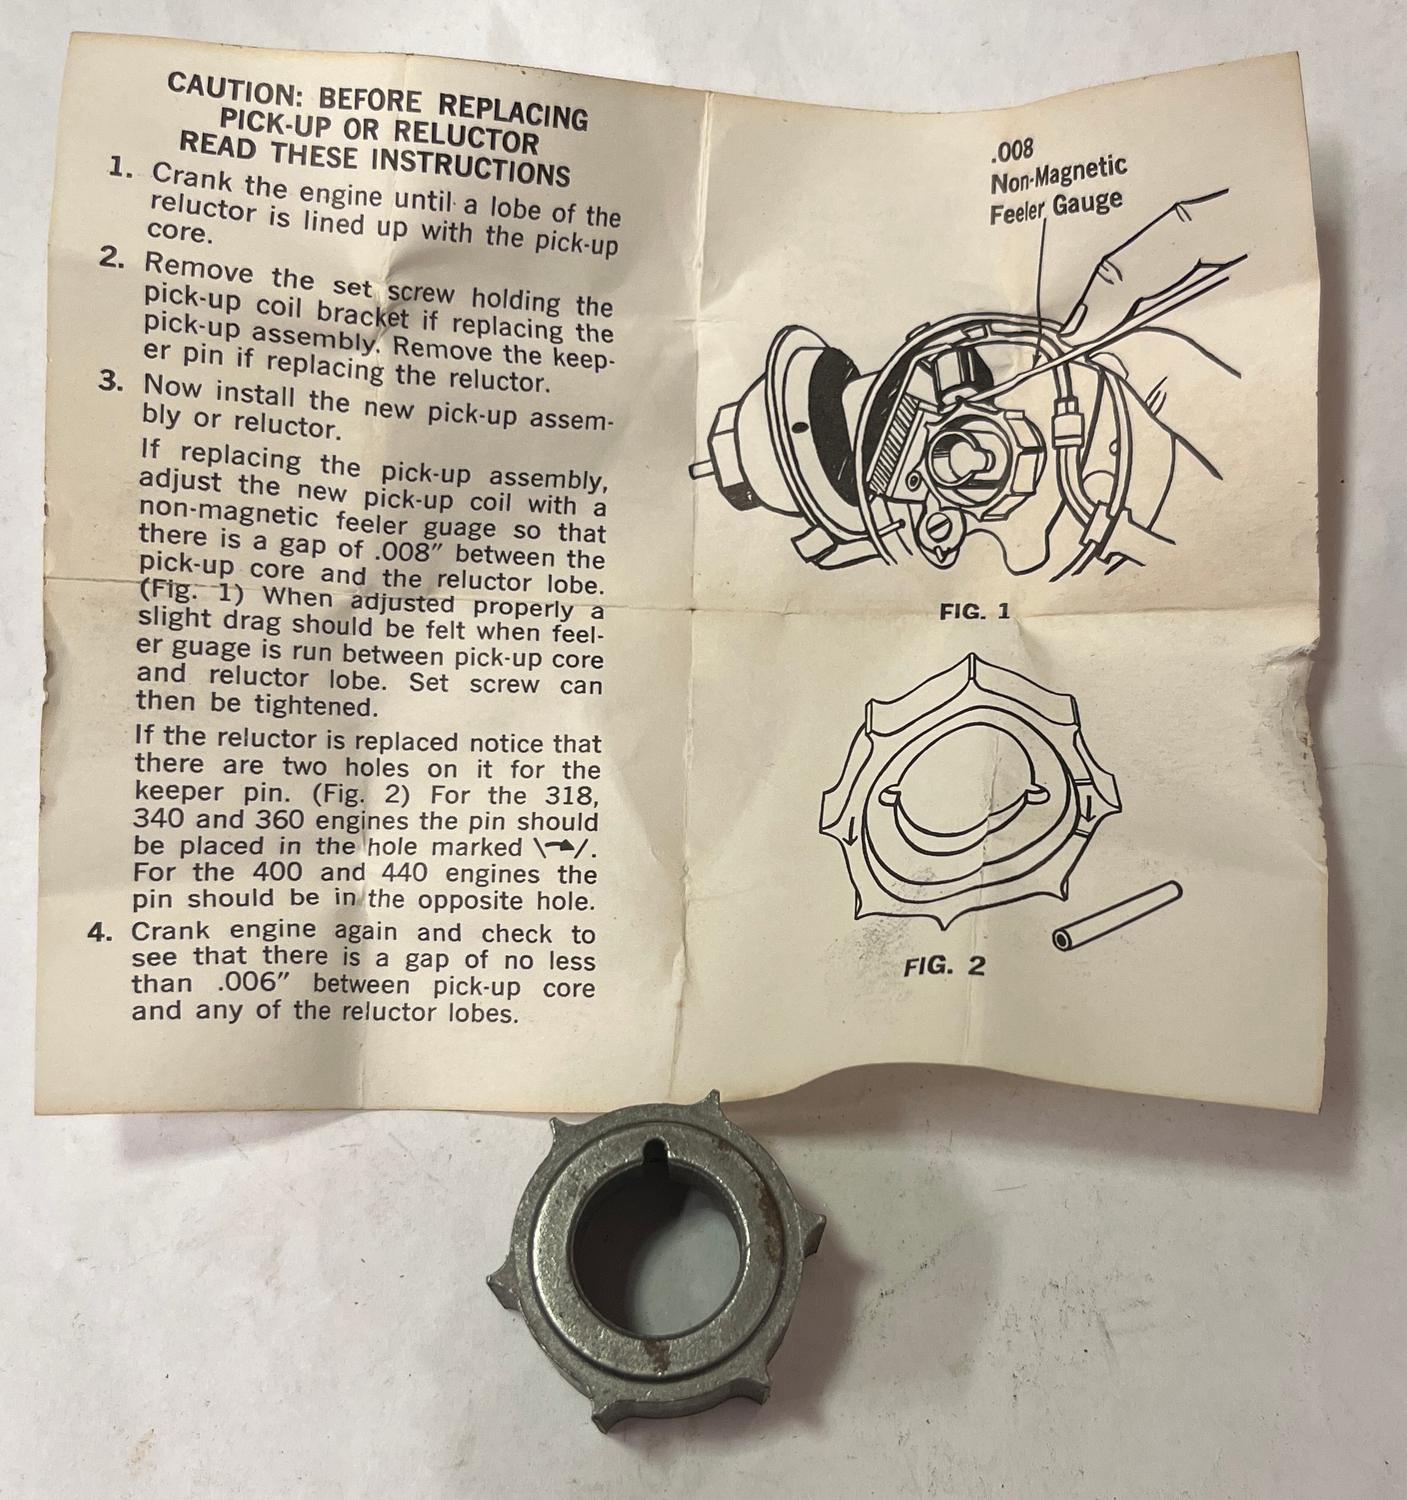 CAUTION: BEFORE REPLACING
PICK-UP OR RELUCTOR
READ THESE INSTRUCTIONS
1. Crank the engine until a lobe of the
reluctor is lined up with the pick-up
core.
2. Remove the set screw holding the
pick-up coil bracket if replacing the
pick-up assembly. Remove the keep-
er pin if replacing the reluctor.
3. Now install the new pick-up assem-
bly or reluctor.
If replacing the pick-up assembly,
adjust the new pick-up coil with a
non-magnetic feeler guage so that
there is a gap of .008″ between the
pick-up core and the reluctor lobe.
(Fig. 1) When adjusted properly a
slight drag should be felt when feel-
er guage is run between pick-up core
and reluctor lobe. Set screw can
then be tightened.
If the reluctor is replaced notice that
there are two holes on it for the
keeper pin. (Fig. 2) For the 318,
340 and 360 engines the pin should
be placed in the hole marked \➞/.
For the 400 and 440 engines the
pin should be in the opposite hole.
4. Crank engine again and check to
see that there is a gap of no less
than .006″ between pick-up core
and any of the reluctor lobes.
.008
Non-Magnetic
Feeler Gauge
FIG. 1
FIG. 2